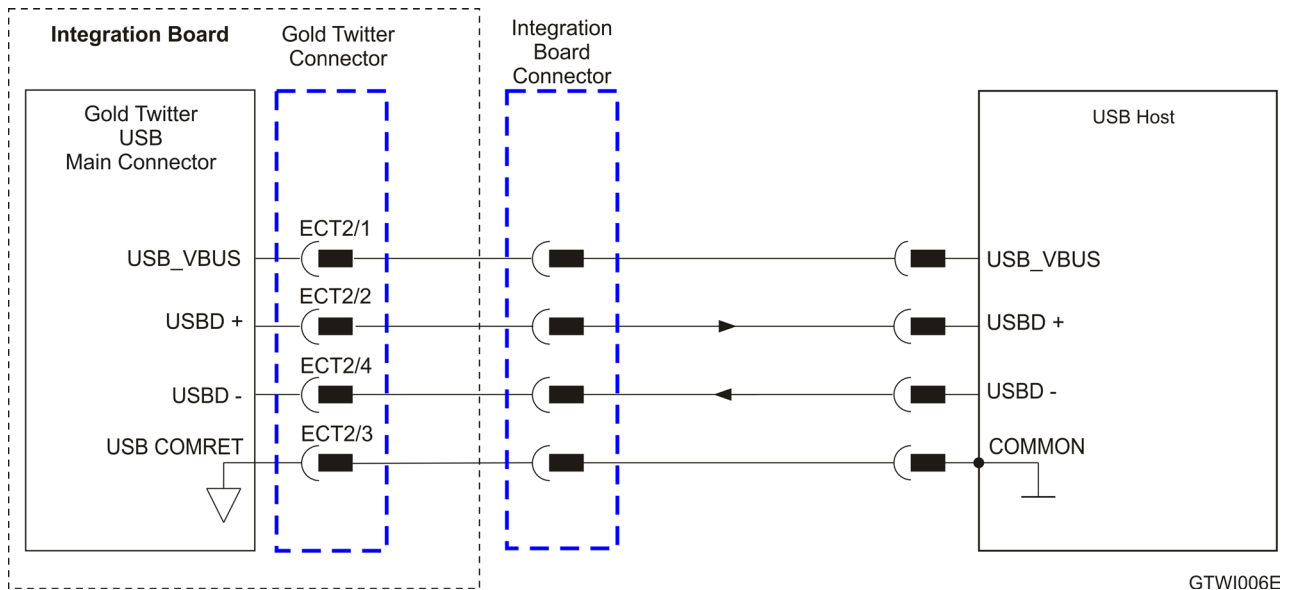 Integration Board
Gold Twitter
Connector
Integration
Board
Connector
Gold Twitter
USB
Main Connector
USB Host
ECT2/1
USB_VBUS
USB_VBUS
ECT2/2
USBD +
USBD +
ECT2/4
USBD -
USBD -
ECT2/3
USB COMRET
COMMON
GTWI006E